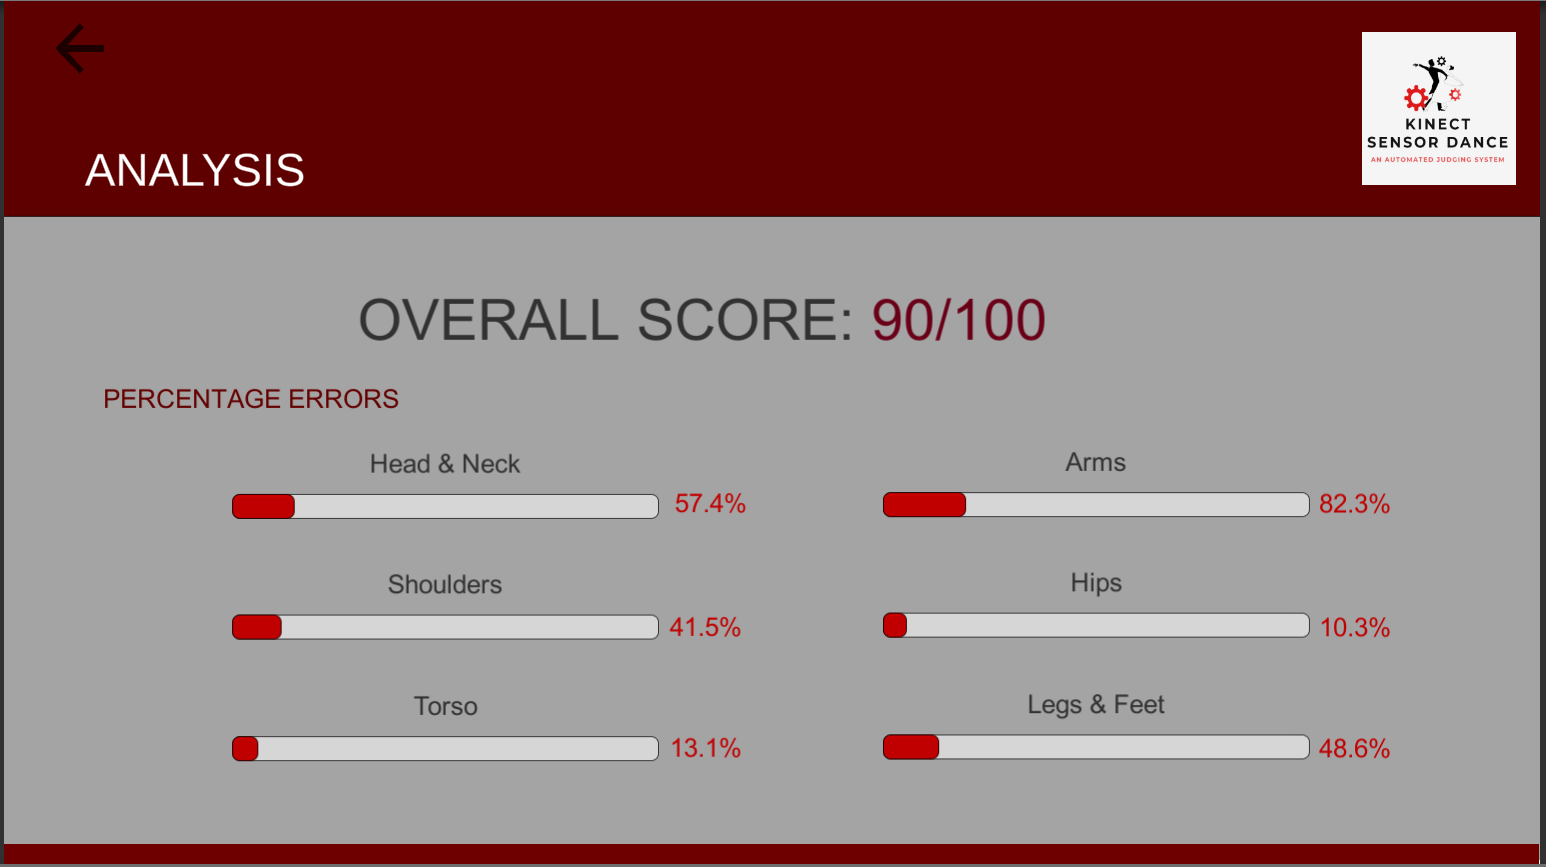 KINECT
SENSOR DANCE
AN AUTOMATED JUDGING SYSTEM
ANALYSIS
OVERALL SCORE: 90/100
PERCENTAGE ERRORS
Head & Neck
57.4%
Arms
82.3%
Shoulders
41.5%
Hips
10.3%
Torso
13.1%
Legs & Feet
48.6%